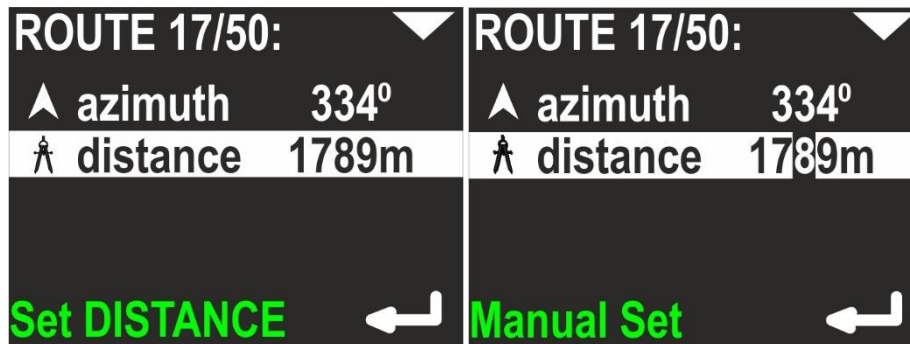 ROUTE 17/50:
azimuth 334⁰
distance 1789m
Set DISTANCE
ROUTE 17/50:
azimuth 334⁰
distance 1789m
Manual Set